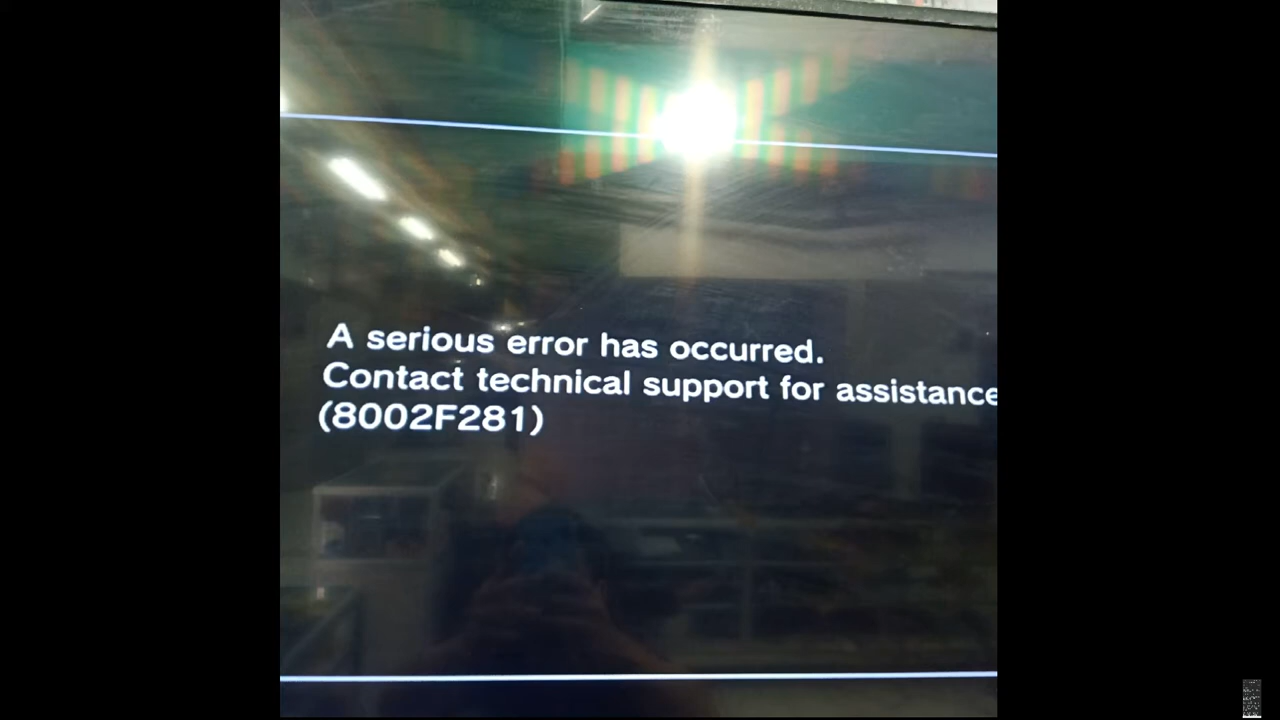 A serious error has occurred.
Contact technical support for assistance
(8002F281)